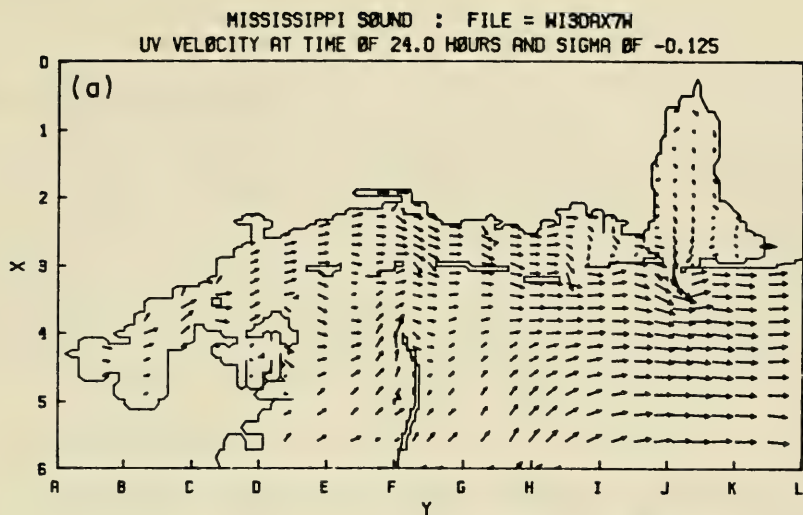 MISSISSIPPI SØUND : FILE = WI3DAX7W
UV VELØCITY AT TIME ØF 24.0 HØURS AND SIGMA ØF -0.125
(a)
0
1
2
3
4
5
6
X
A B C D E F G H I J K L
Y